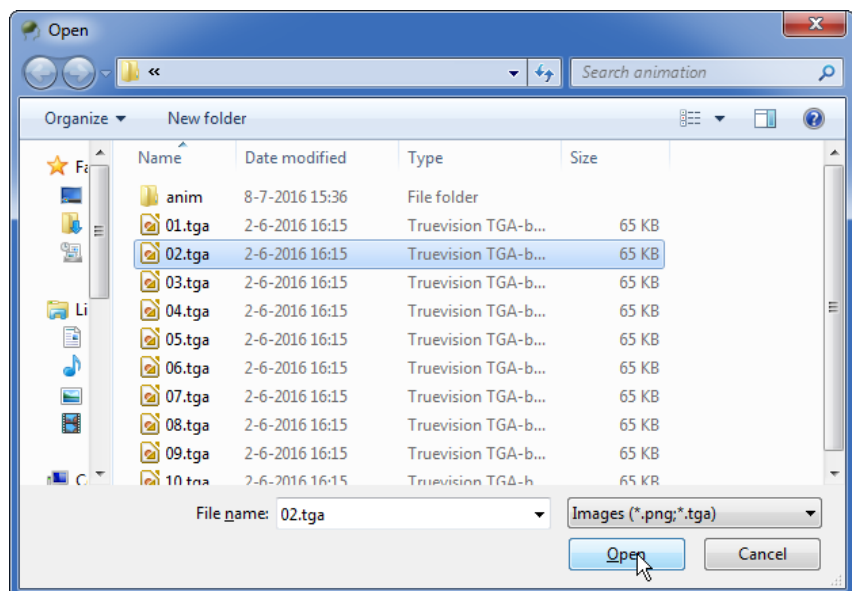 Open
«
Search animation
Organize
New folder
Name Date modified Type Size
Fa
anim 8-7-2016 15:36 File folder
01.tga 2-6-2016 16:15 Truevision TGA-b... 65 KB
02.tga 2-6-2016 16:15 Truevision TGA-b... 65 KB
03.tga 2-6-2016 16:15 Truevision TGA-b... 65 KB
04.tga 2-6-2016 16:15 Truevision TGA-b... 65 KB
Li
05.tga 2-6-2016 16:15 Truevision TGA-b... 65 KB
06.tga 2-6-2016 16:15 Truevision TGA-b... 65 KB
07.tga 2-6-2016 16:15 Truevision TGA-b... 65 KB
08.tga 2-6-2016 16:15 Truevision TGA-b... 65 KB
09.tga 2-6-2016 16:15 Truevision TGA-b... 65 KB
C
10.tga 2-6-2016 16:15 Truevision TGA-b... 65 KB
File name: 02.tga
Images (*.png;*.tga)
Open
Cancel